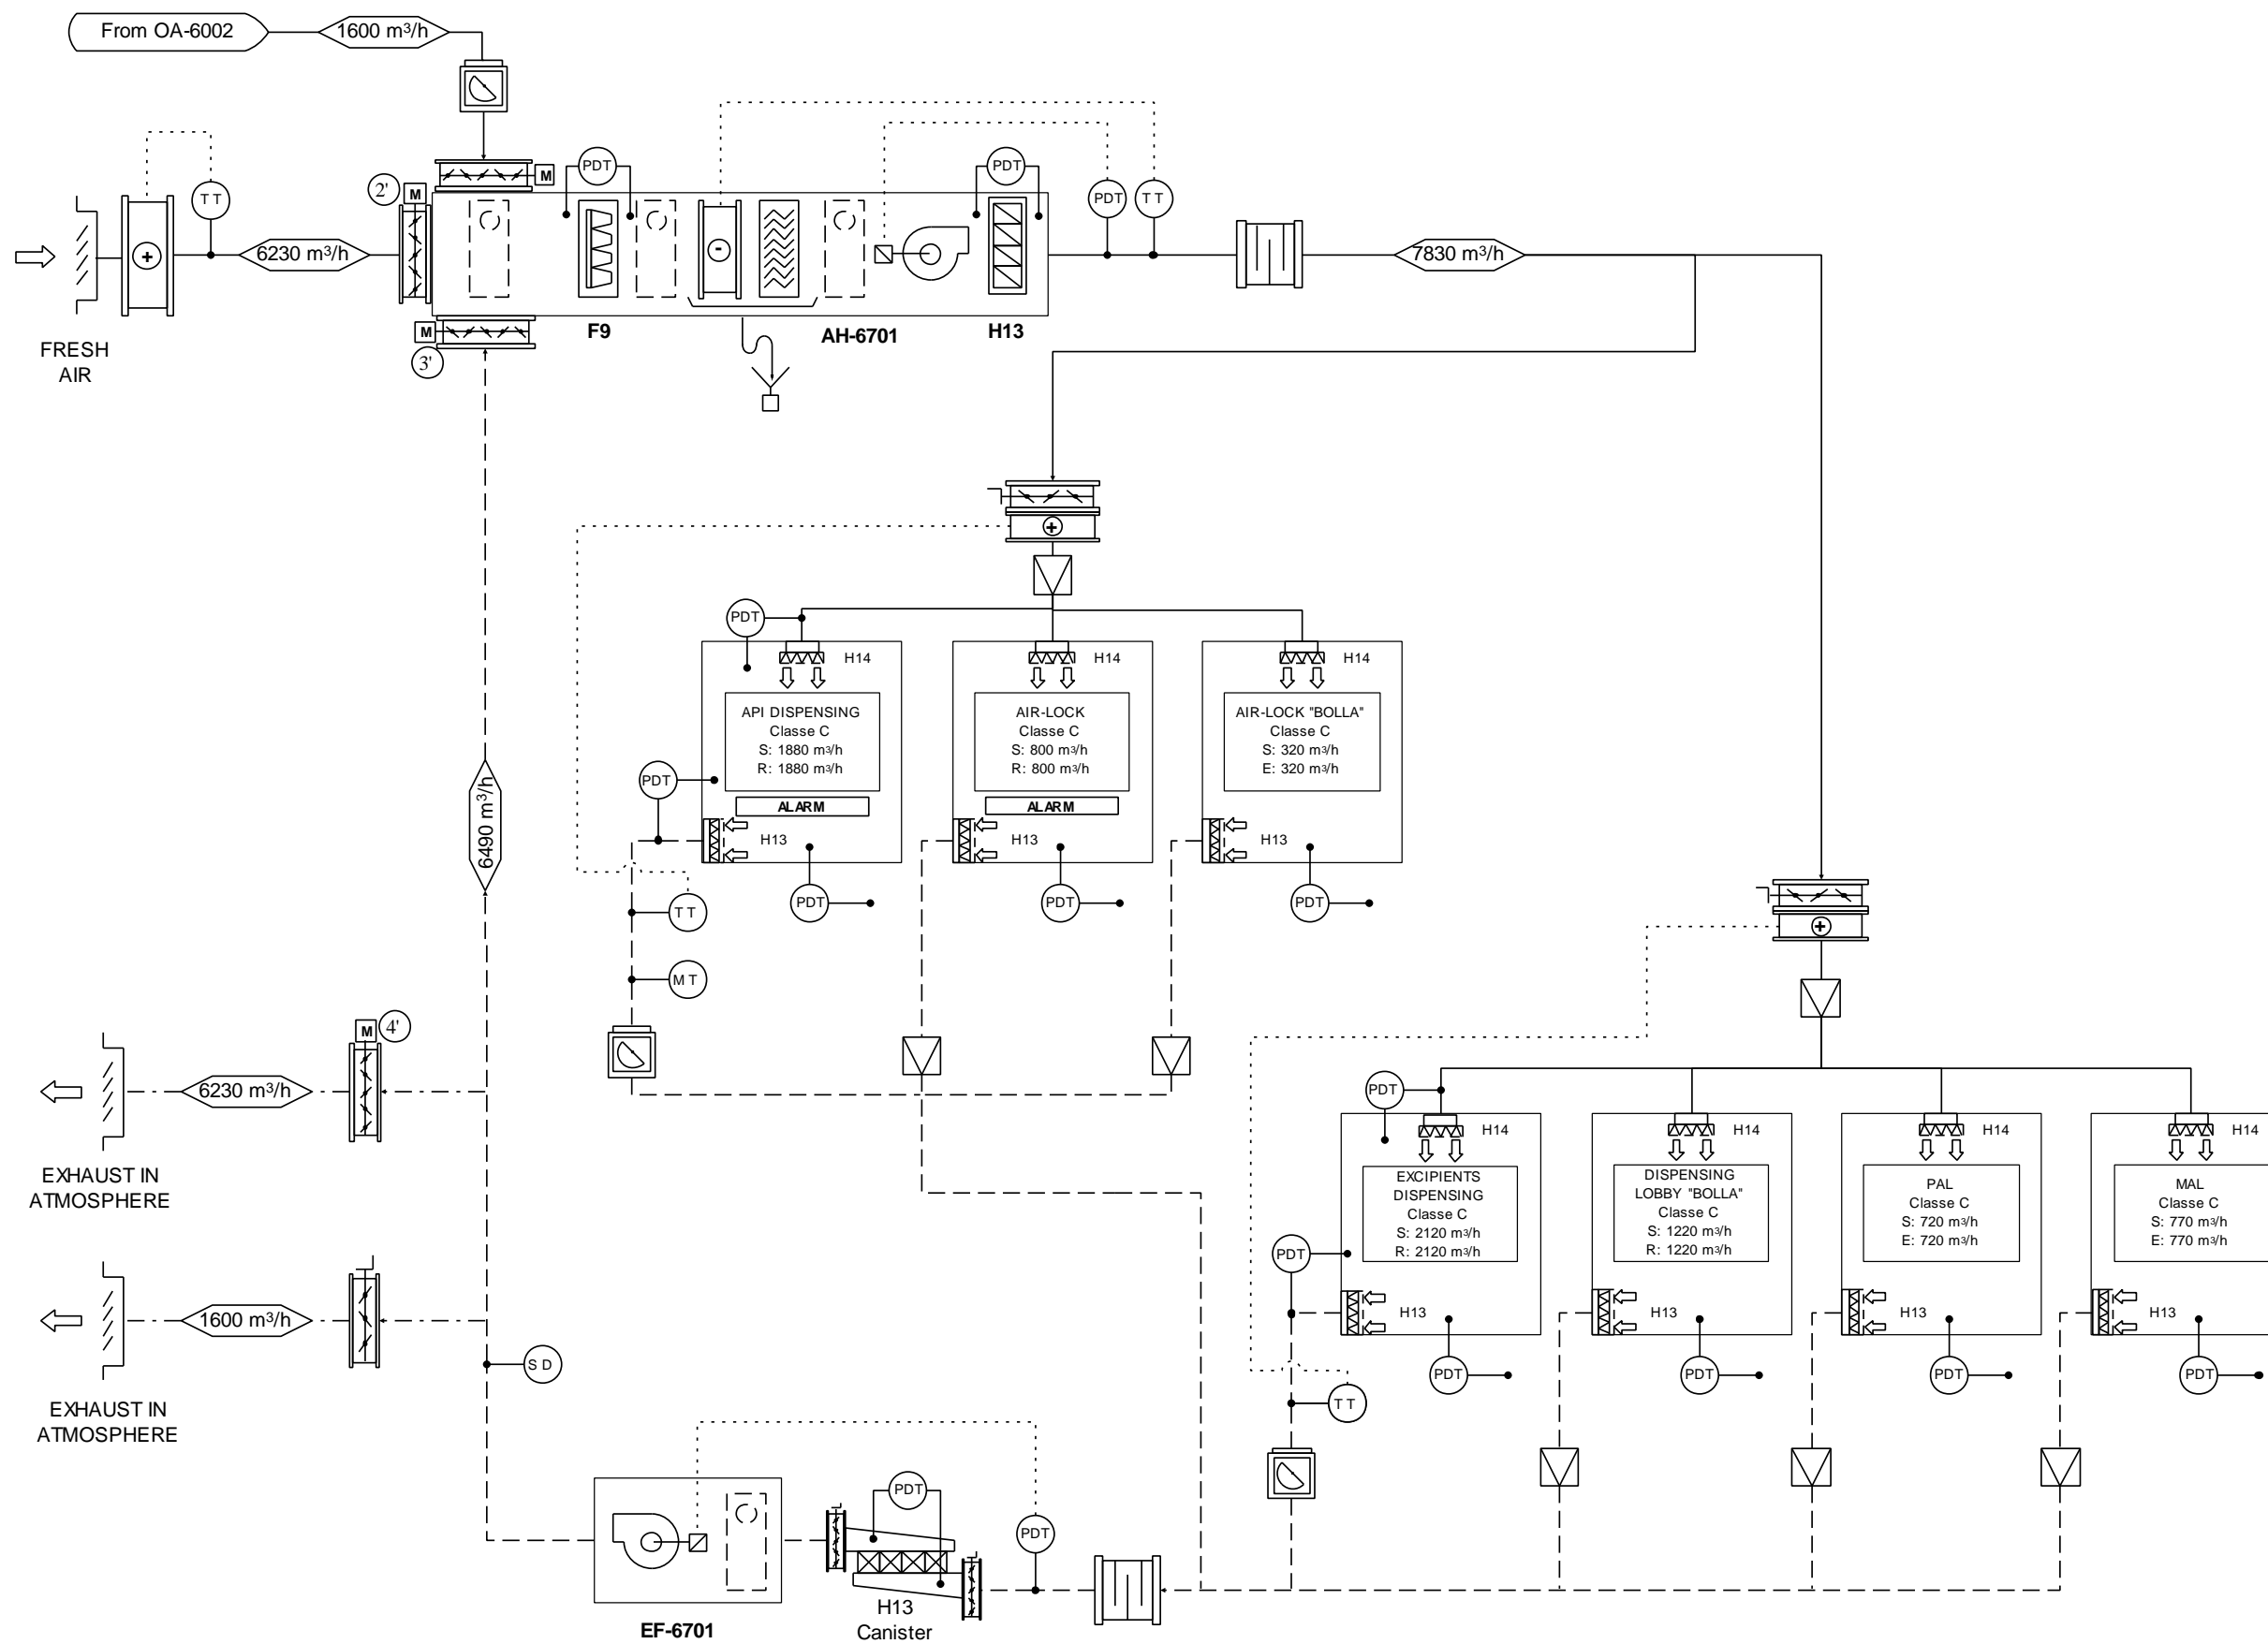 From OA-6002
1600 m³/h
PDT
PDT
M
2'
M
TT
PDT
TT
6230 m³/h
+
-
7830 m³/h
M
3'
F9
AH-6701
H13
FRESH
AIR
+
PDT
H14
H14
H14
API DISPENSING
Classe C
S: 1880 m³/h
R: 1880 m³/h
AIR-LOCK
Classe C
S: 800 m³/h
R: 800 m³/h
AIR-LOCK "BOLLA"
Classe C
S: 320 m³/h
E: 320 m³/h
PDT
ALARM
ALARM
6490 m³/h
H13
H13
H13
PDT
PDT
PDT
TT
+
MT
M
4'
6230 m³/h
EXHAUST IN
ATMOSPHERE
PDT
H14
H14
H14
H14
EXCIPIENTS
DISPENSING
Classe C
S: 2120 m³/h
R: 2120 m³/h
DISPENSING
LOBBY "BOLLA"
Classe C
S: 1220 m³/h
R: 1220 m³/h
PAL
Classe C
S: 720 m³/h
E: 720 m³/h
MAL
Classe C
S: 770 m³/h
E: 770 m³/h
PDT
1600 m³/h
H13
H13
H13
H13
SD
PDT
PDT
PDT
PDT
TT
EXHAUST IN
ATMOSPHERE
PDT
PDT
H13
Canister
EF-6701